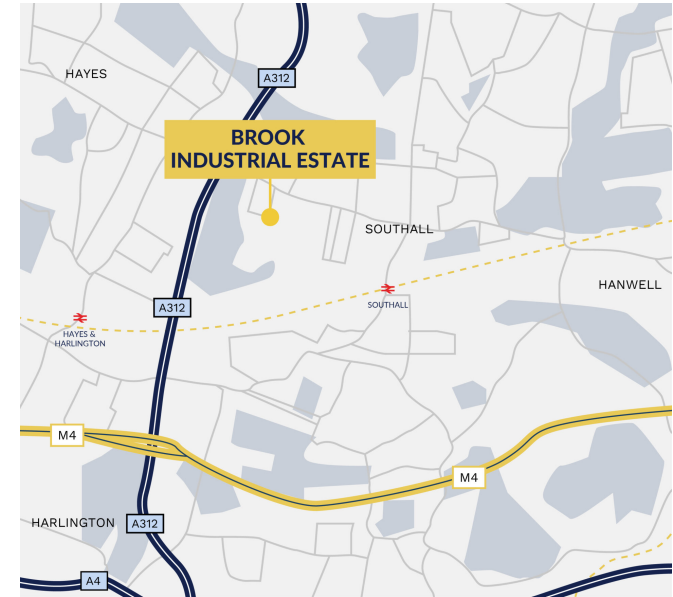 HAYES
A312
BROOK
INDUSTRIAL ESTATE
SOUTHALL
HANWELL
A312
SOUTHALL
HAYES &
HARLINGTON
M4
M4
HARLINGTON
A312
A4